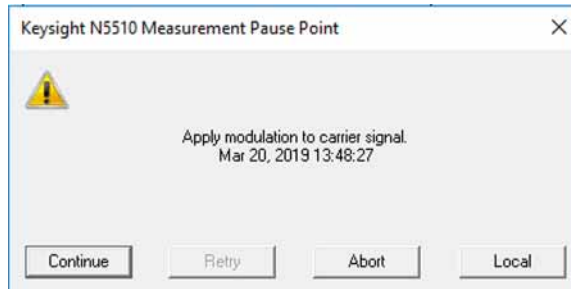 Keysight N5510 Measurement Pause Point
Apply modulation to carrier signal.
Mar 20, 2019 13:48:27
Continue Retry Abort Local